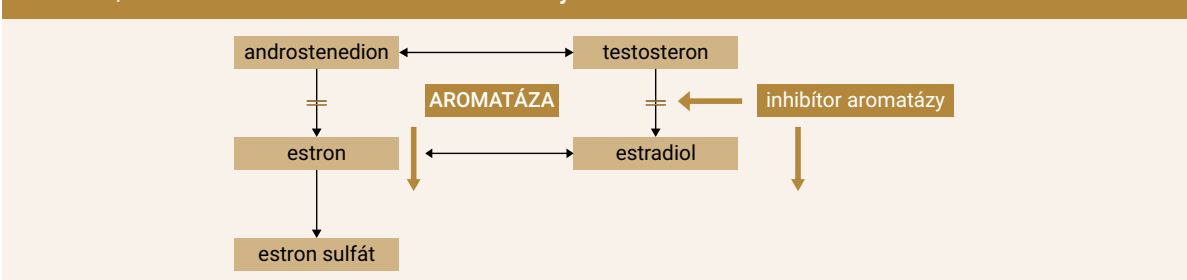 androstenedion
testosteron
AROMATÁZA
inhibítor aromatázy
estron
estradiol
estron sulfát